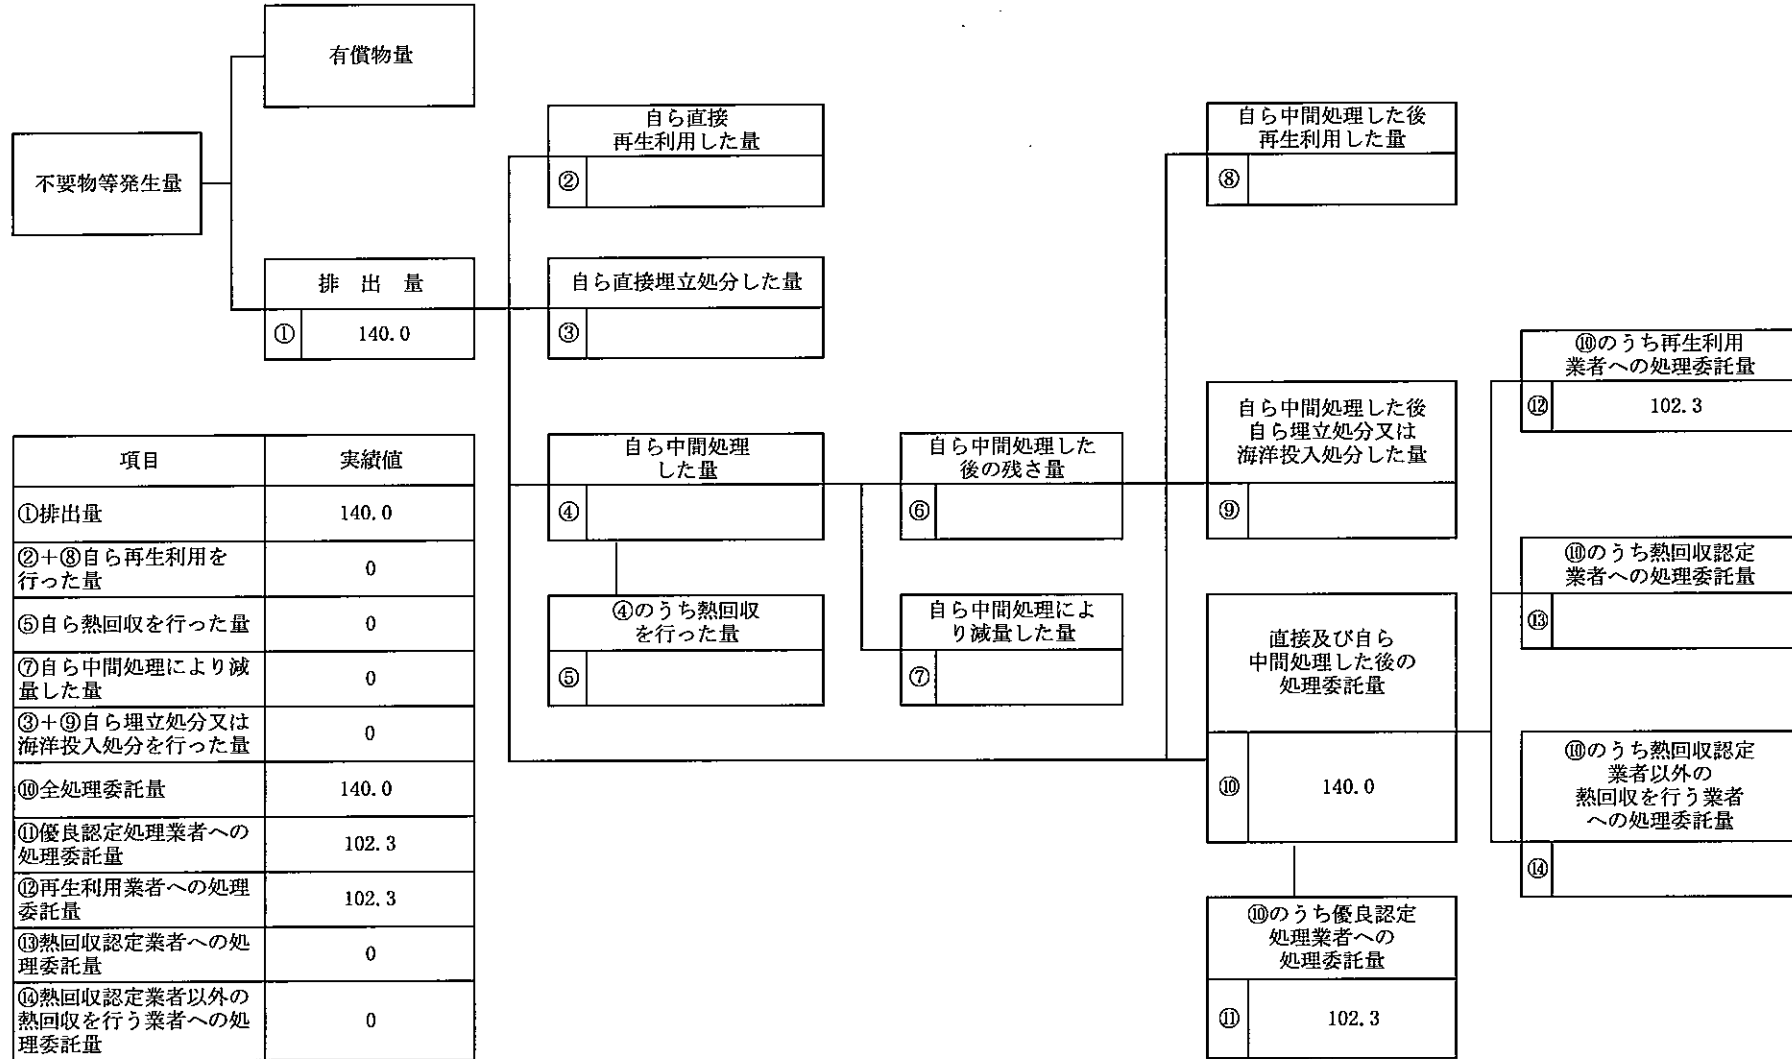 有償物量
不要物等発生量
排出量
① 140.0
自ら直接
再生利用した量
②
自ら直接埋立処分した量
③
自ら中間処理
した量
④
④のうち熱回収
を行った量
⑤
自ら中間処理した
後の残さ量
⑥
自ら中間処理によ
り減量した量
⑦
自ら中間処理した後
再生利用した量
⑧
自ら中間処理した後
自ら埋立処分又は
海洋投入処分した量
⑨
直接及び自ら
中間処理した後の
処理委託量
⑩ 140.0
⑩のうち優良認定
処理業者への
処理委託量
⑪ 102.3
⑩のうち再生利用
業者への処理委託量
⑫ 102.3
⑩のうち熱回収認定
業者への処理委託量
⑬
⑩のうち熱回収認定
業者以外の
熱回収を行う業者
への処理委託量
⑭
項目 実績値
①排出量 140.0
②+⑧自ら再生利用を
行った量 0
⑤自ら熱回収を行った量 0
⑦自ら中間処理により減
量した量 0
③+⑨自ら埋立処分又は
海洋投入処分を行った量 0
⑩全処理委託量 140.0
⑪優良認定処理業者への
処理委託量 102.3
⑫再生利用業者への処理
委託量 102.3
⑬熱回収認定業者への処
理委託量 0
⑭熱回収認定業者以外の
熱回収を行う業者への処
理委託量 0